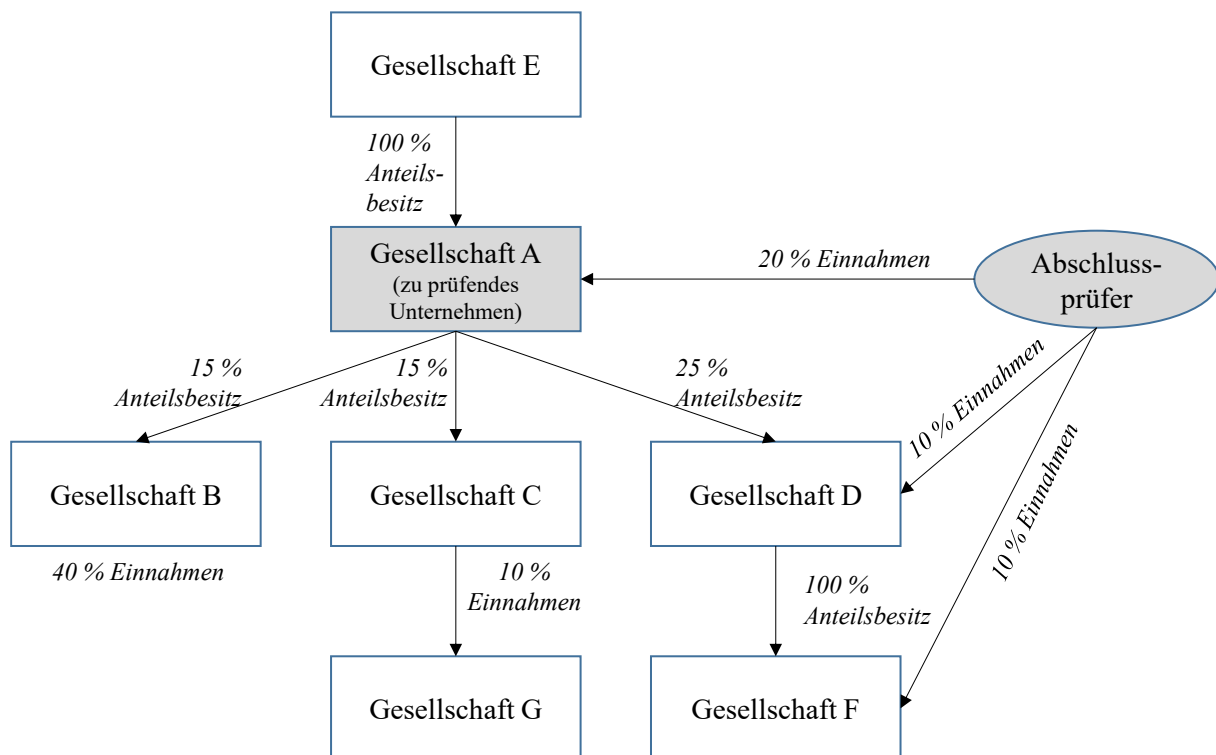 Gesellschaft E
100 %
Anteils-
besitz
Gesellschaft A
(zu prüfendes
Unternehmen)
20 % Einnahmen
Abschluss-
prüfer
15 %
Anteilsbesitz
15 %
Anteilsbesitz
25 %
Anteilsbesitz
10 % Einnahmen
10 % Einnahmen
Gesellschaft B
Gesellschaft C
Gesellschaft D
40 % Einnahmen
10 %
Einnahmen
100 %
Anteilsbesitz
Gesellschaft G
Gesellschaft F